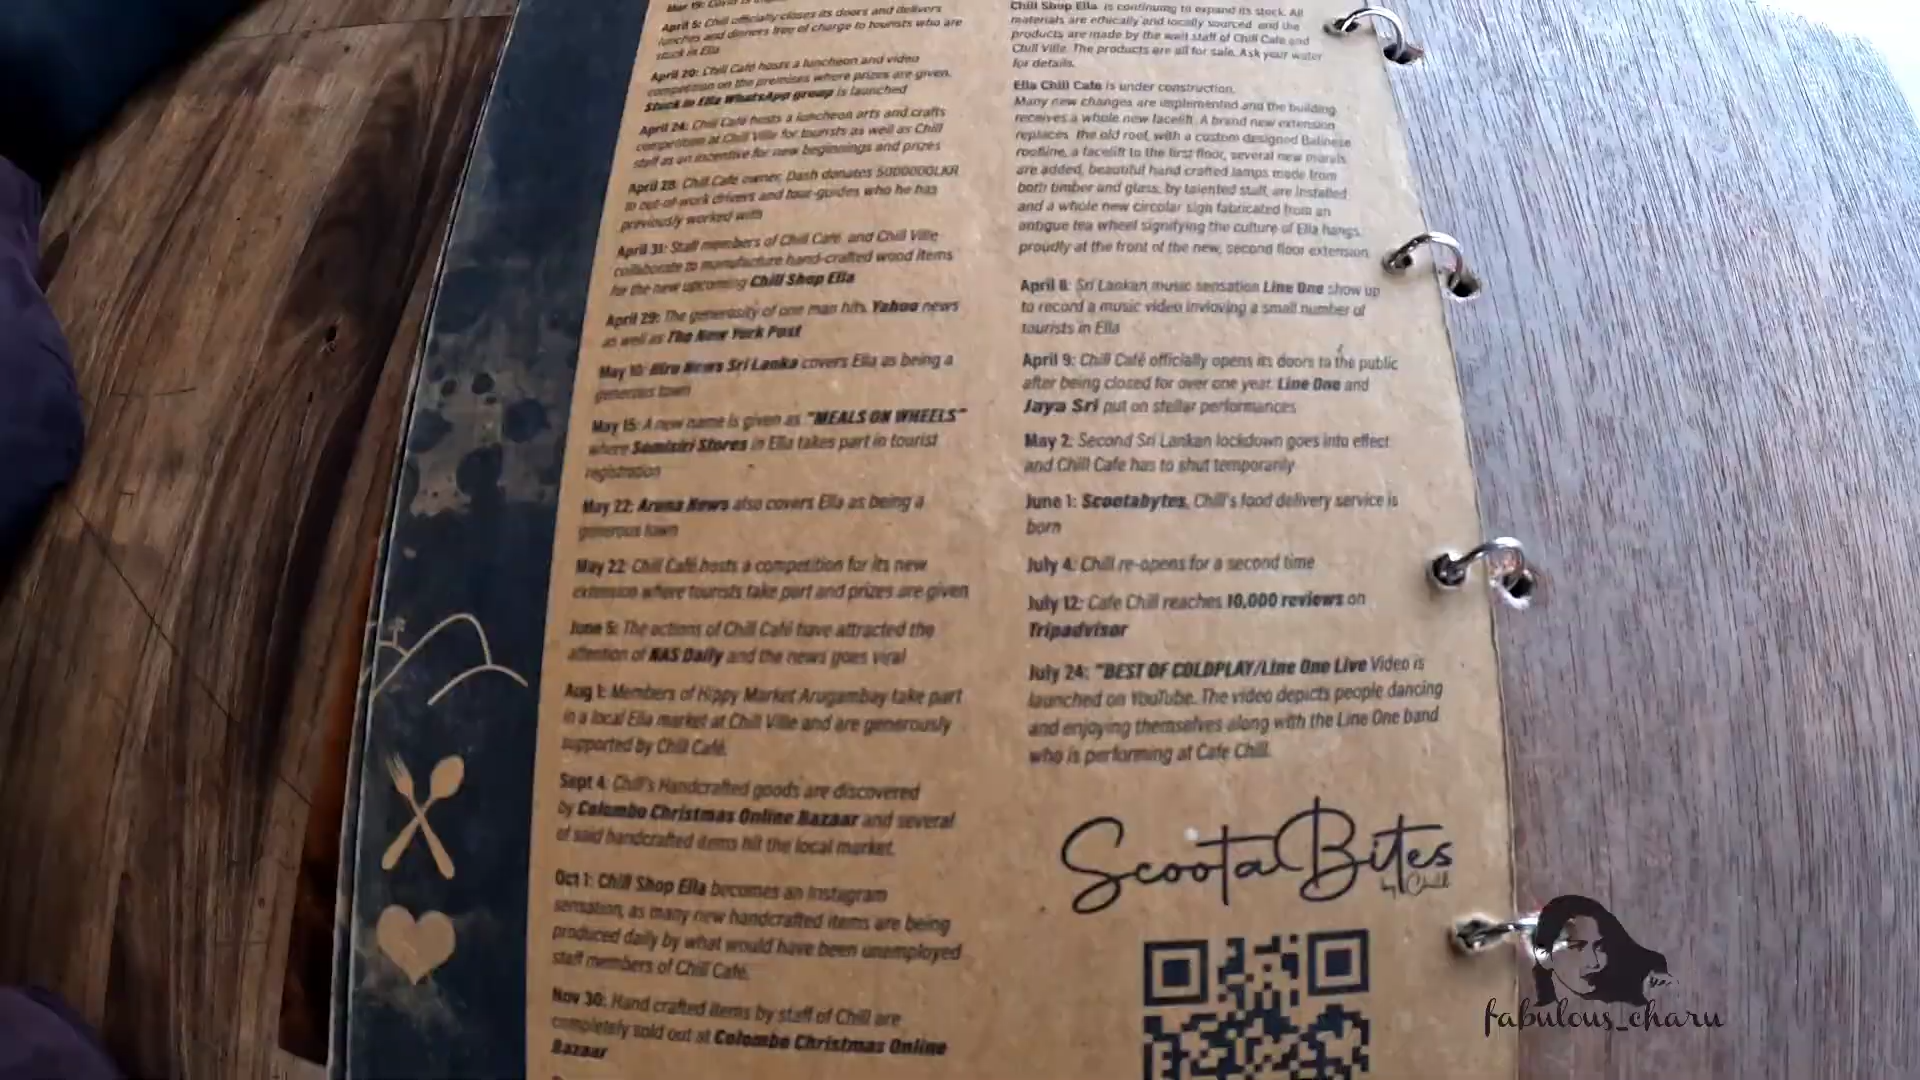 April 5: Chill officially closes its doors and delivers
lunches and dinners free of charge to tourists who are
stuck in Ella
April 20: Chill Café hosts a luncheon and video
competition on the premises where prizes are given.
Stuck in Ella WhatsApp group is launched
April 24: Chill Café hosts a luncheon arts and crafts
competition at Chill Ville for tourists as well as Chill
staff as an incentive for new beginnings and prizes
April 28: Chill Café owner, Dash donates
to out-of-work drivers and tour-guides who he has
previously worked with
April 31: Staff members of Chill Café and Chill Ville
collaborate to manufacture hand-crafted wood items
for the new upcoming Chill Shop Ella
April 29: The generosity of one man hits Yahoo news
as well as The New York Post
May 10: Hiru News Sri Lanka covers Ella as being a
generous town
May 15: A new name is given as "MEALS ON WHEELS"
where Somisiri Stores in Ella takes part in tourist
registration
May 22: Aruna News also covers Ella as being a
generous town
May 22: Chill Café hosts a competition for its new
extension where tourists take part and prizes are given
June 5: The actions of Chill Café have attracted the
attention of NAS Daily and the news goes viral
Aug 1: Members of Hippy Market Arugambay take part
in a local Ella market at Chill Ville and are generously
supported by Chill Café.
Sept 4: Chill's Handcrafted goods are discovered
by Colombo Christmas Online Bazaar and several
of said handcrafted items hit the local market.
Oct 1: Chill Shop Ella becomes an Instagram
sensation, as many new handcrafted items are being
produced daily by what would have been unemployed
staff members of Chill Café.
Nov 30: Hand crafted items by staff of Chill are
completely sold out at Colombo Christmas Online
Bazaar
Chill Shop Ella is continuing to expand its stock. All
materials are ethically and locally sourced and the
products are made by the wait staff of Chill Cafe and
Chill Ville. The products are all for sale. Ask your waiter
for details.
Ella Chill Cafe is under construction.
Many new changes are implemented and the building
receives a whole new facelift. A brand new extension
replaces the old roof, with a custom designed Balinese
roofline, a facelift to the first floor, several new murals
are added, beautiful hand crafted lamps made from
both timber and glass, by talented staff, are installed
and a whole new circular sign fabricated from an
antique tea wheel signifying the culture of Ella hangs
proudly at the front of the new, second floor extension
April 8: Sri Lankan music sensation Line One show up
to record a music video invloving a small number of
tourists in Ella
April 9: Chill Café officially opens its doors to the public
after being closed for over one year. Line One and
Jaya Sri put on stellar performances
May 2: Second Sri Lankan lockdown goes into effect
and Chill Cafe has to shut temporarily
June 1: Scootabytes, Chill's food delivery service is
born
July 4: Chill re-opens for a second time
July 12: Cafe Chill reaches 10,000 reviews on
Tripadvisor
July 24: "BEST OF COLDPLAY/Line One Live Video is
launched on YouTube. The video depicts people dancing
and enjoying themselves along with the Line One band
who is performing at Cafe Chill.
ScootaBites
by Chill
fabulous_charu